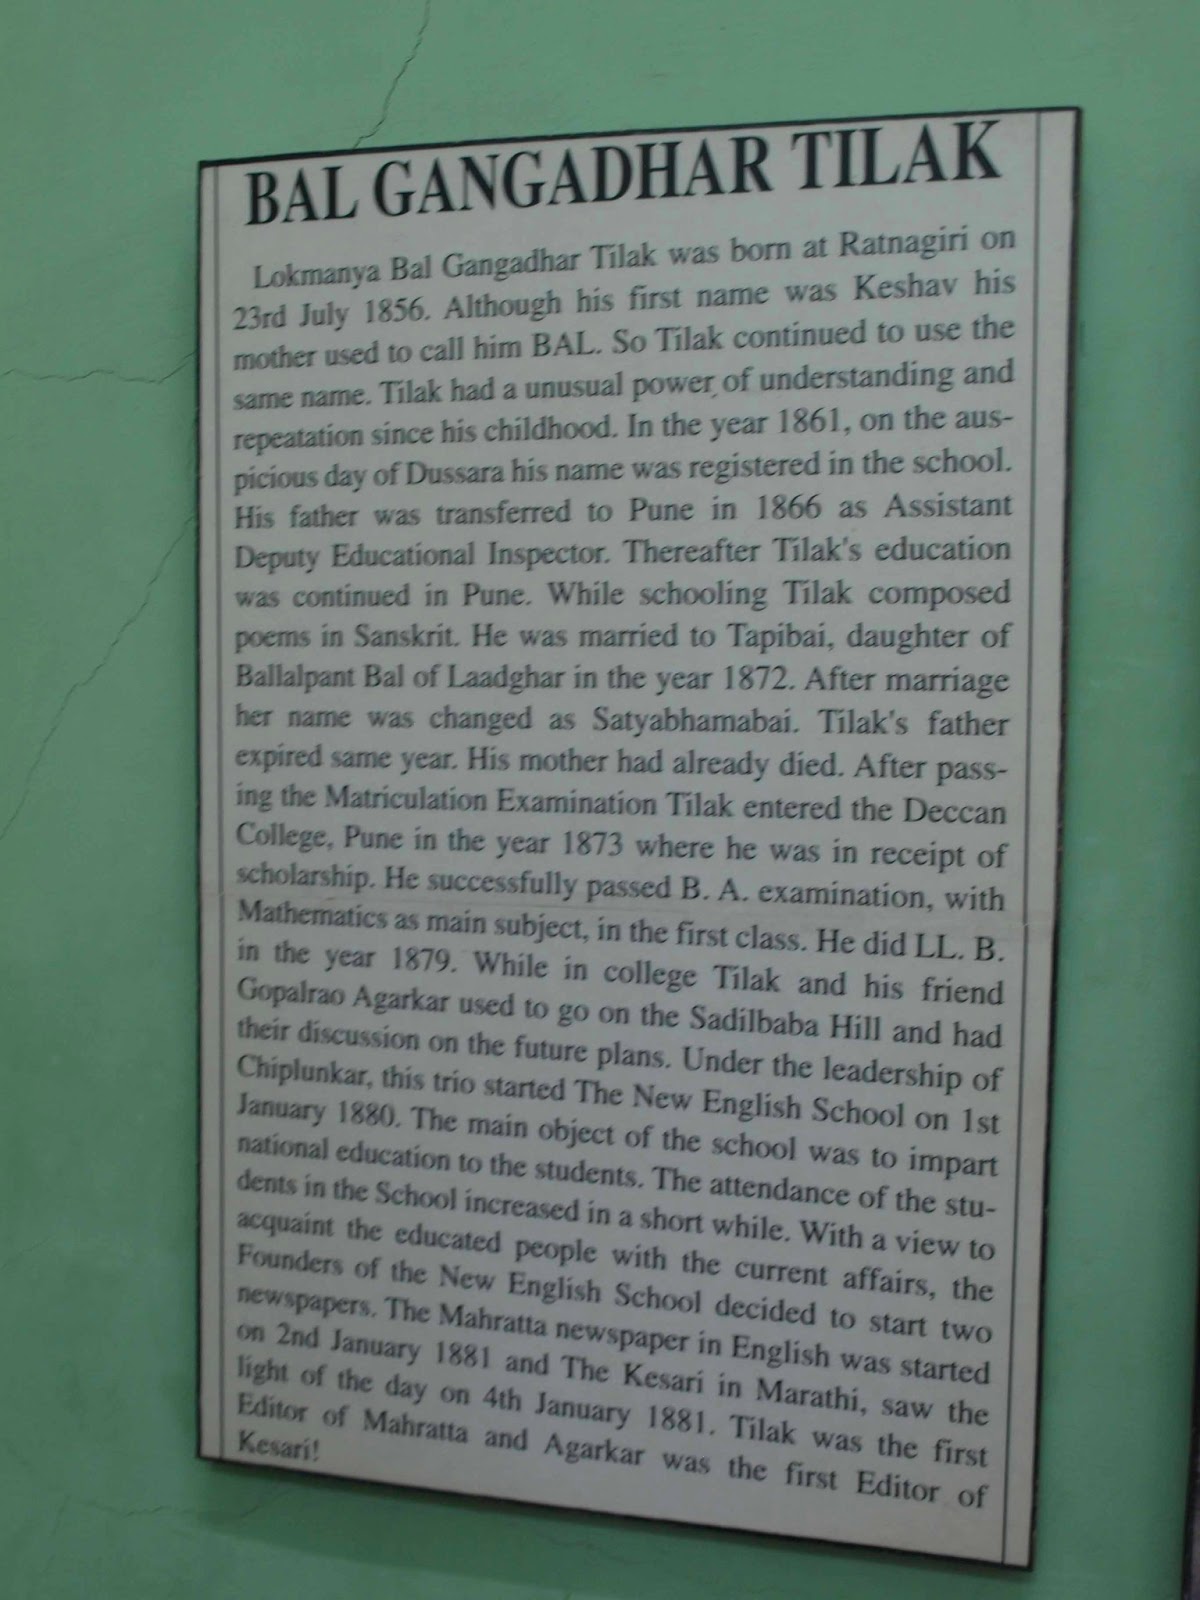 BAL GANGADHAR TILAK
Lokmanya Bal Gangadhar Tilak was born at Ratnagiri on
23rd July 1856. Although his first name was Keshav his
mother used to call him BAL. So Tilak continued to use the
same name. Tilak had a unusual power of understanding and
repeatation since his childhood. In the year 1861, on the aus-
picious day of Dussara his name was registered in the school.
His father was transferred to Pune in 1866 as Assistant
Deputy Educational Inspector. Thereafter Tilak's education
was continued in Pune. While schooling Tilak composed
poems in Sanskrit. He was married to Tapibai, daughter of
Ballalpant Bal of Laadghar in the year 1872. After marriage
her name was changed as Satyabhamabai. Tilak's father
expired same year. His mother had already died. After pass-
ing the Matriculation Examination Tilak entered the Deccan
College, Pune in the year 1873 where he was in receipt of
scholarship. He successfully passed B. A. examination, with
Mathematics as main subject, in the first class. He did LL. B.
in the year 1879. While in college Tilak and his friend
Gopalrao Agarkar used to go on the Sadilbaba Hill and had
their discussion on the future plans. Under the leadership of
Chiplunkar, this trio started The New English School on 1st
January 1880. The main object of the school was to impart
national education to the students. The attendance of the stu-
dents in the School increased in a short while. With a view to
acquaint the educated people with the current affairs, the
Founders of the New English School decided to start two
newspapers. The Mahratta newspaper in English was started
on 2nd January 1881 and The Kesari in Marathi, saw the
light of the day on 4th January 1881. Tilak was the first
Editor of Mahratta and Agarkar was the first Editor of
Kesari!